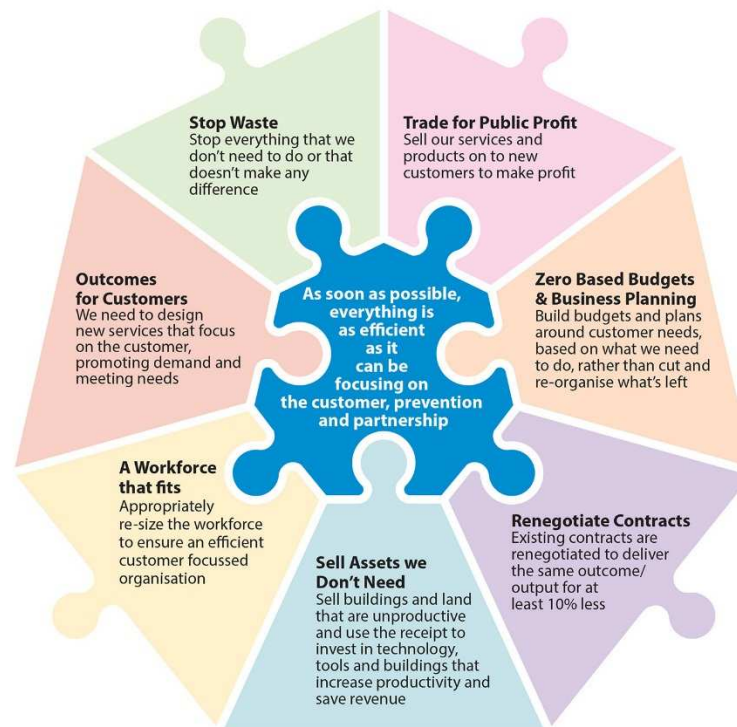 Stop Waste
Stop everything that we
don't need to do or that
doesn't make any
difference
Trade for Public Profit
Sell our services and
products on to new
customers to make profit
Outcomes
for Customers
We need to design
new services that focus
on the customer,
promoting demand and
meeting needs
As soon as possible,
everything is
as efficient
as it
can be
focusing on
the customer, prevention
and partnership
Zero Based Budgets
& Business Planning
Build budgets and plans
around customer needs,
based on what we need
to do, rather than cut and
re-organise what's left
A Workforce
that fits
Appropriately
re-size the workforce
to ensure an efficient
customer focussed
organisation
Sell Assets we
Don't Need
Sell buildings and land
that are unproductive
and use the receipt to
invest in technology,
tools and buildings that
increase productivity and
save revenue
Renegotiate Contracts
Existing contracts are
renegotiated to deliver
the same outcome/
output for at
least 10% less